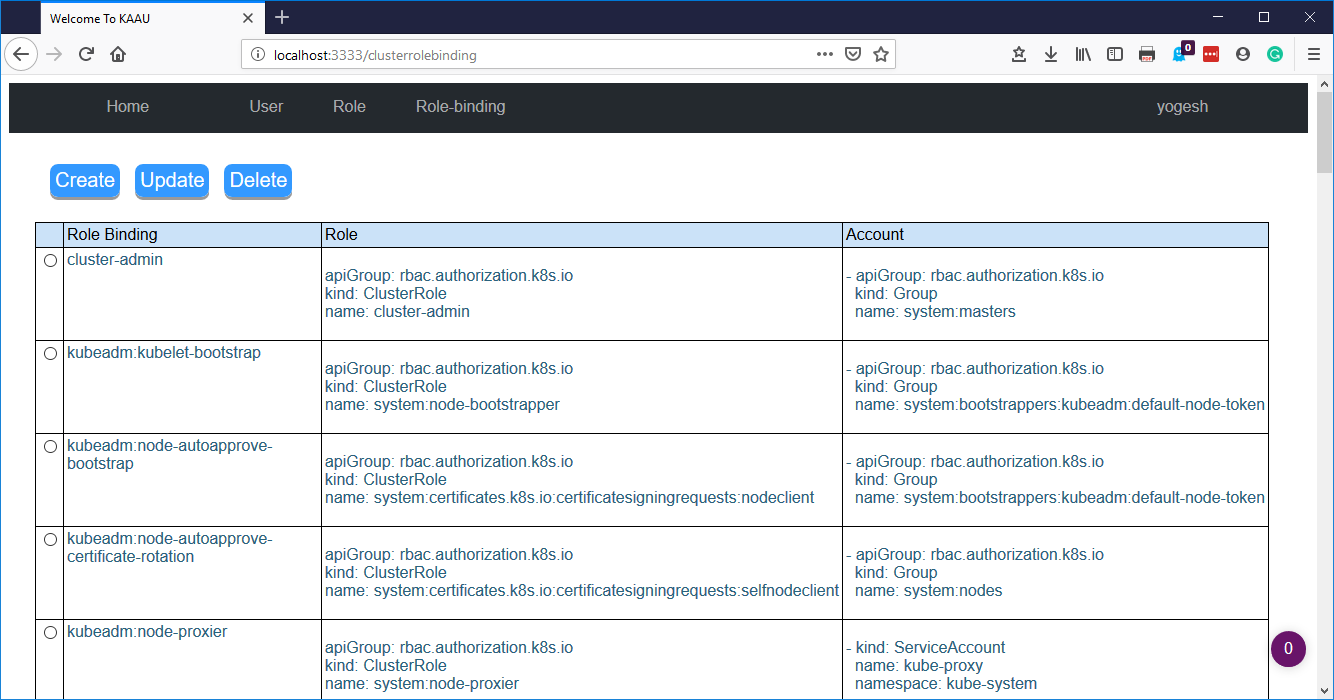 Welcome To KAAU
localhost:3333/clusterrolebinding
0
PDF
Home User Role Role-binding yogesh
Create Update Delete
Role Binding Role Account
cluster-admin
apiGroup: rbac.authorization.k8s.io
kind: ClusterRole
name: cluster-admin
- apiGroup: rbac.authorization.k8s.io
kind: Group
name: system:masters
kubeadm:kubelet-bootstrap
apiGroup: rbac.authorization.k8s.io
kind: ClusterRole
name: system:node-bootstrapper
- apiGroup: rbac.authorization.k8s.io
kind: Group
name: system:bootstrappers:kubeadm:default-node-token
kubeadm:node-autoapprove-
bootstrap
apiGroup: rbac.authorization.k8s.io
kind: ClusterRole
name: system:certificates.k8s.io:certificatesigningrequests:nodeclient
- apiGroup: rbac.authorization.k8s.io
kind: Group
name: system:bootstrappers:kubeadm:default-node-token
kubeadm:node-autoapprove-
certificate-rotation
apiGroup: rbac.authorization.k8s.io
kind: ClusterRole
name: system:certificates.k8s.io:certificatesigningrequests:selfnodeclient
- apiGroup: rbac.authorization.k8s.io
kind: Group
name: system:nodes
kubeadm:node-proxier
apiGroup: rbac.authorization.k8s.io
kind: ClusterRole
name: system:node-proxier
- kind: ServiceAccount
name: kube-proxy
namespace: kube-system
0